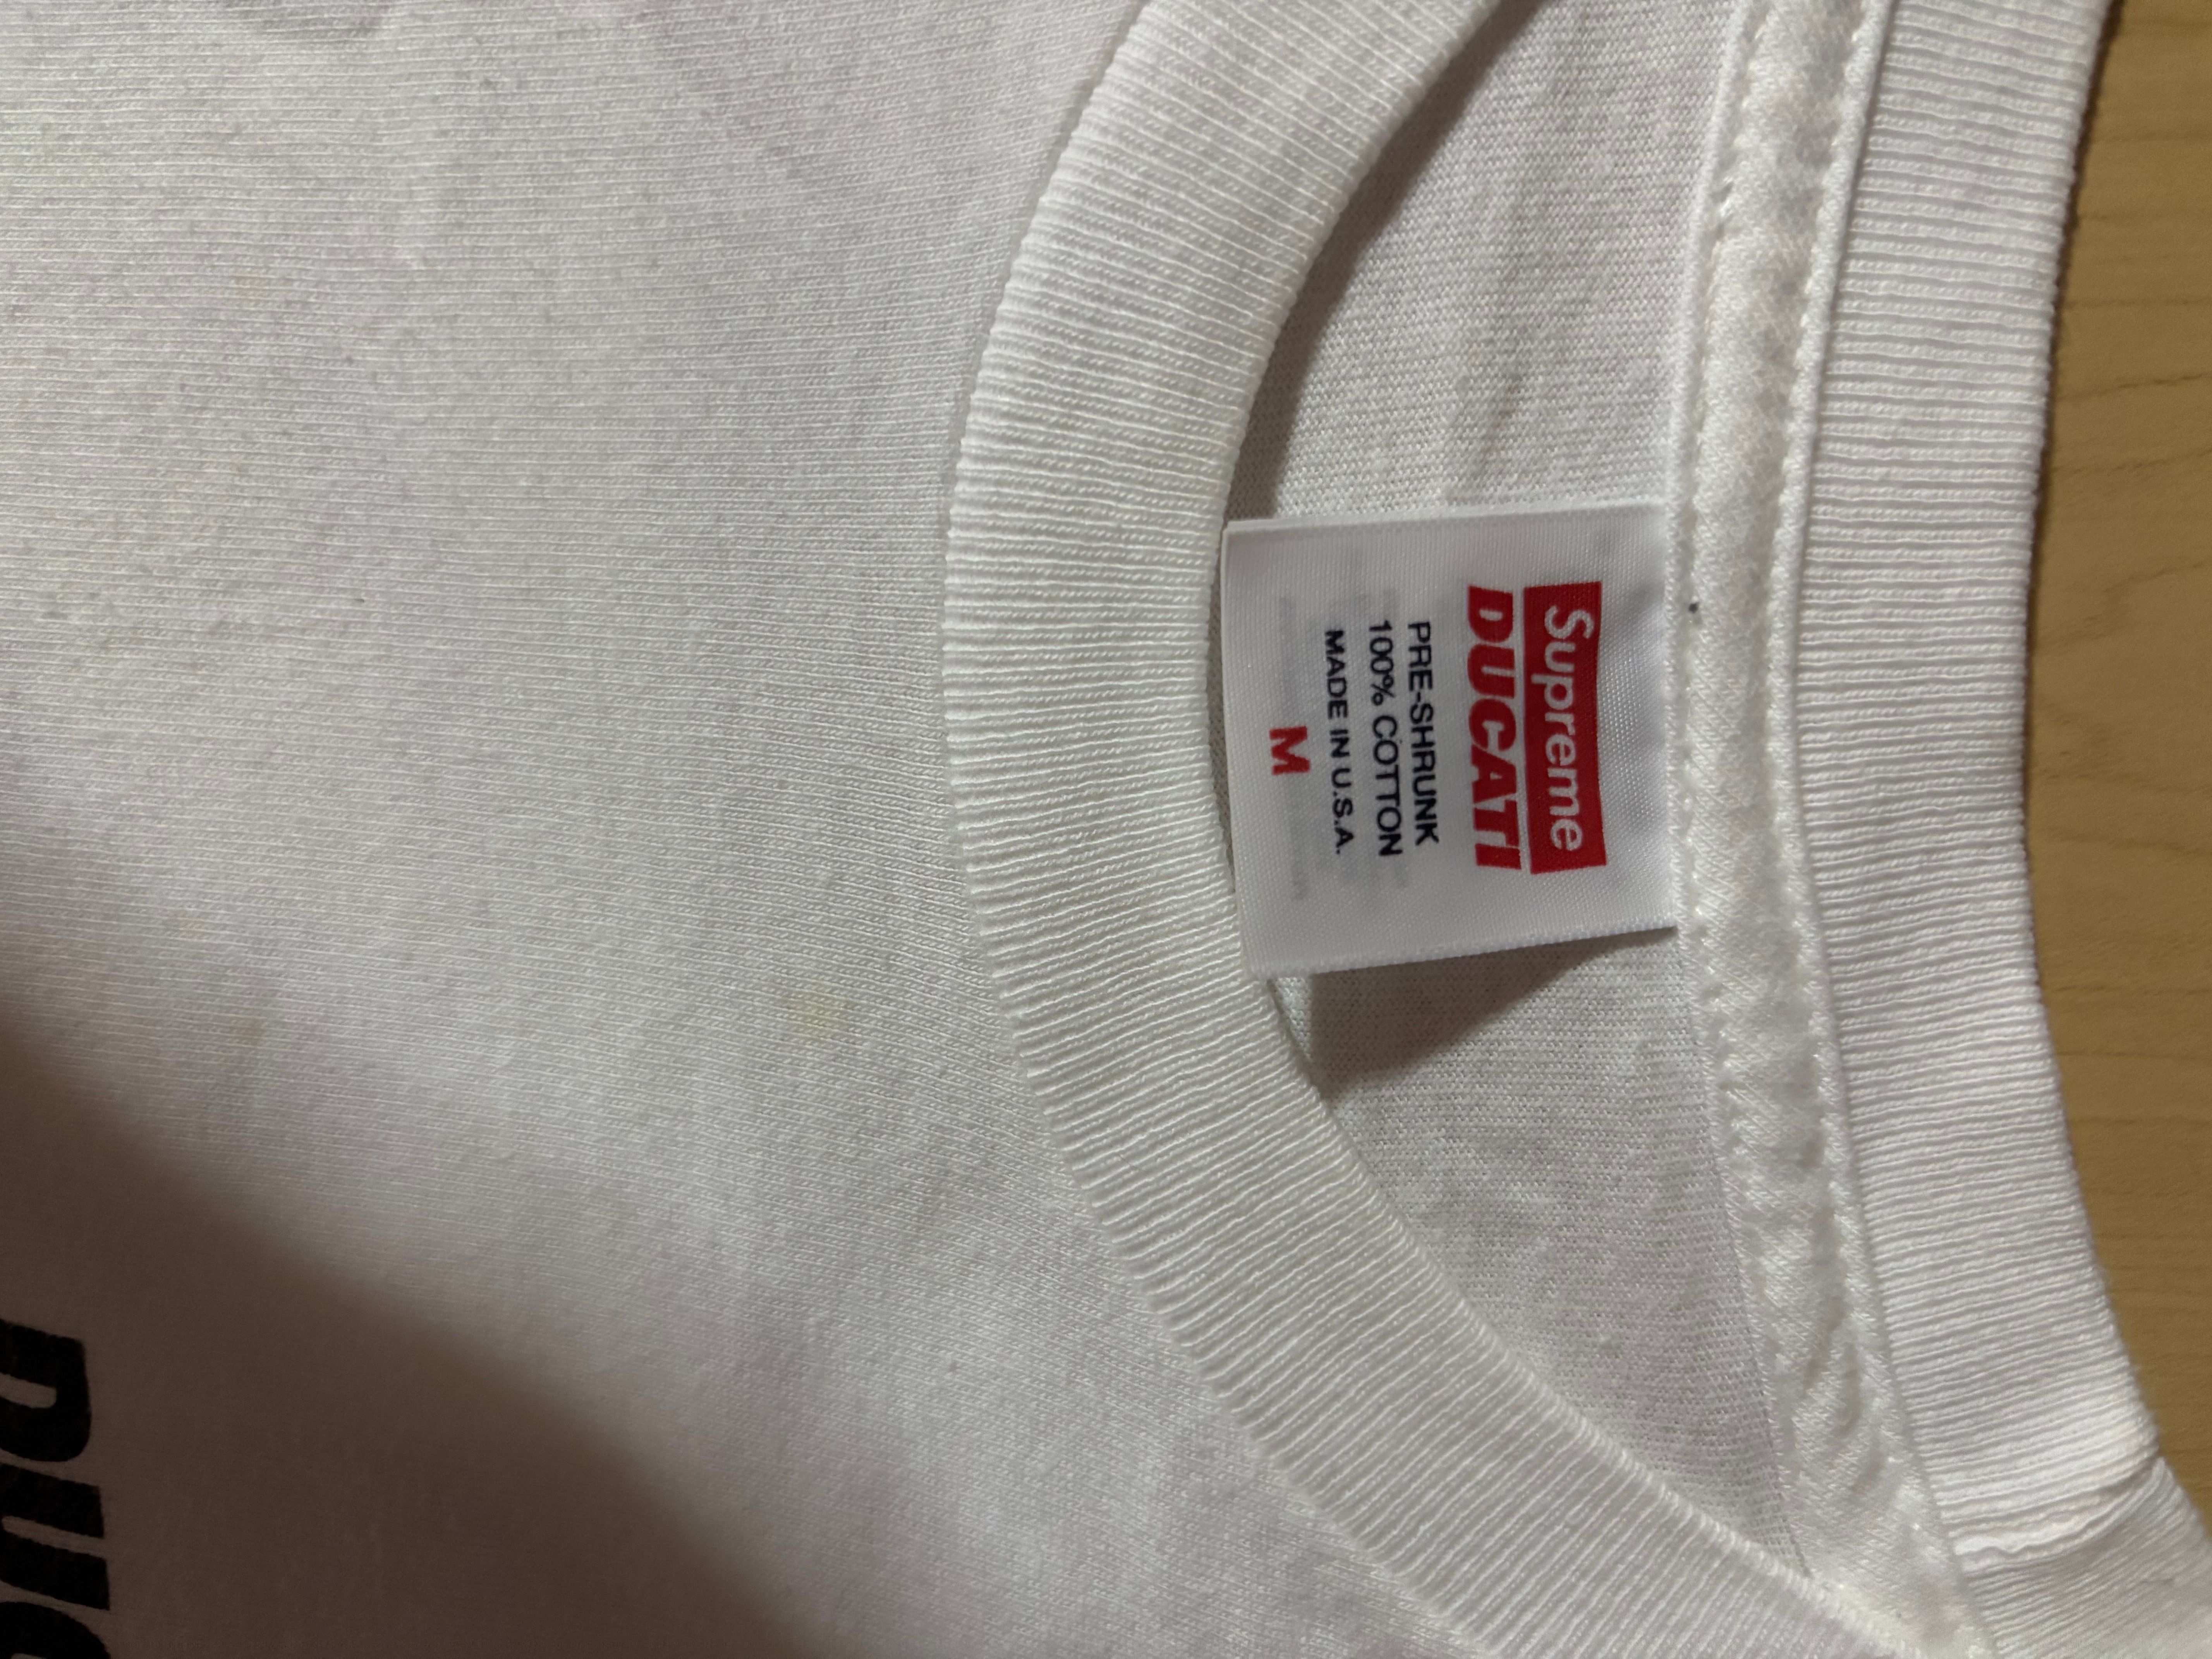 Supreme
DUCATI
PRE-SHRUNK
100% COTTON
MADE IN U.S.A.
M